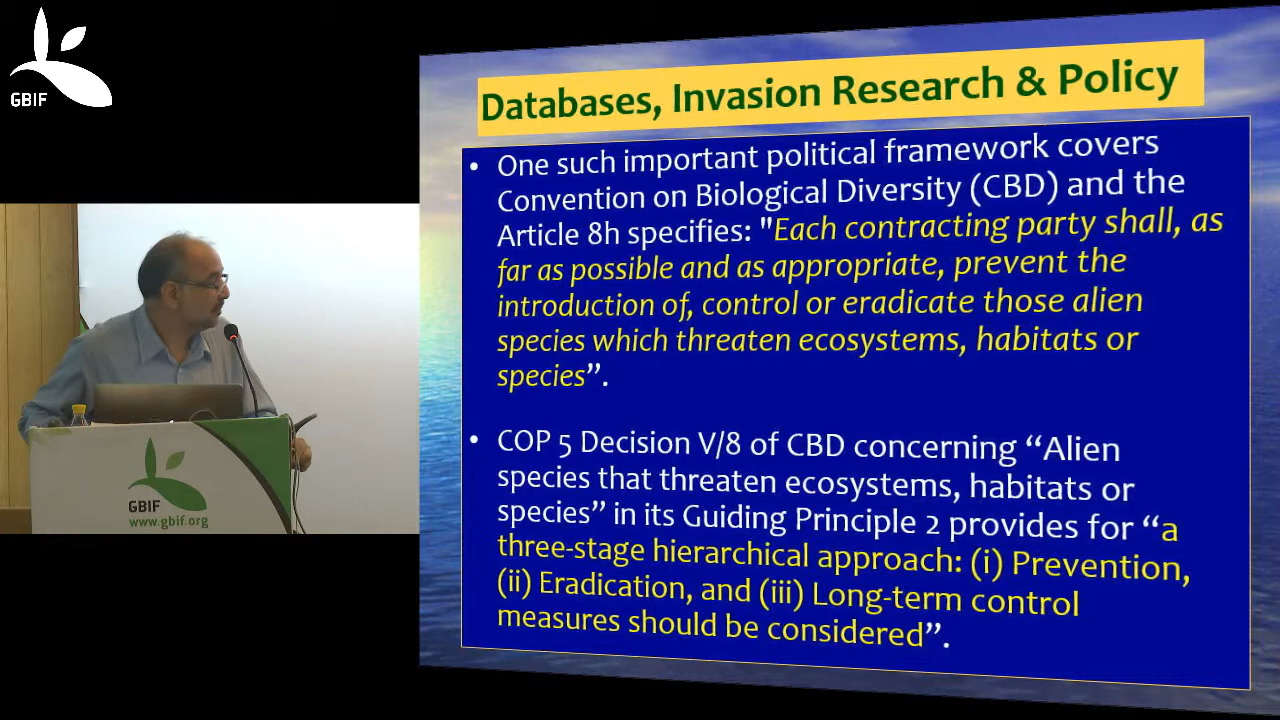 GBIF
Databases, Invasion Research & Policy
• One such important political framework covers
Convention on Biological Diversity (CBD) and the
Article 8h specifies: "Each contracting party shall, as
far as possible and as appropriate, prevent the
introduction of, control or eradicate those alien
species which threaten ecosystems, habitats or
species”.
• COP 5 Decision V/8 of CBD concerning “Alien
species that threaten ecosystems, habitats or
species” in its Guiding Principle 2 provides for “a
three-stage hierarchical approach: (i) Prevention,
(ii) Eradication, and (iii) Long-term control
measures should be considered”.
GBIF
www.gbif.org